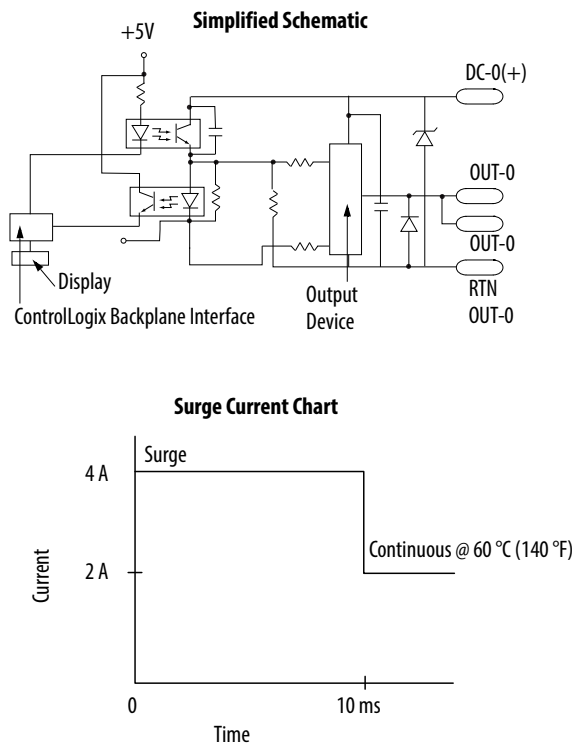 Simplified Schematic
+5V
DC-0(+)
OUT-0
OUT-0
RTN
OUT-0
Display
ControlLogix Backplane Interface
Output
Device
Surge Current Chart
Surge
4 A
Continuous @ 60 °C (140 °F)
2 A
Current
0
10 ms
Time